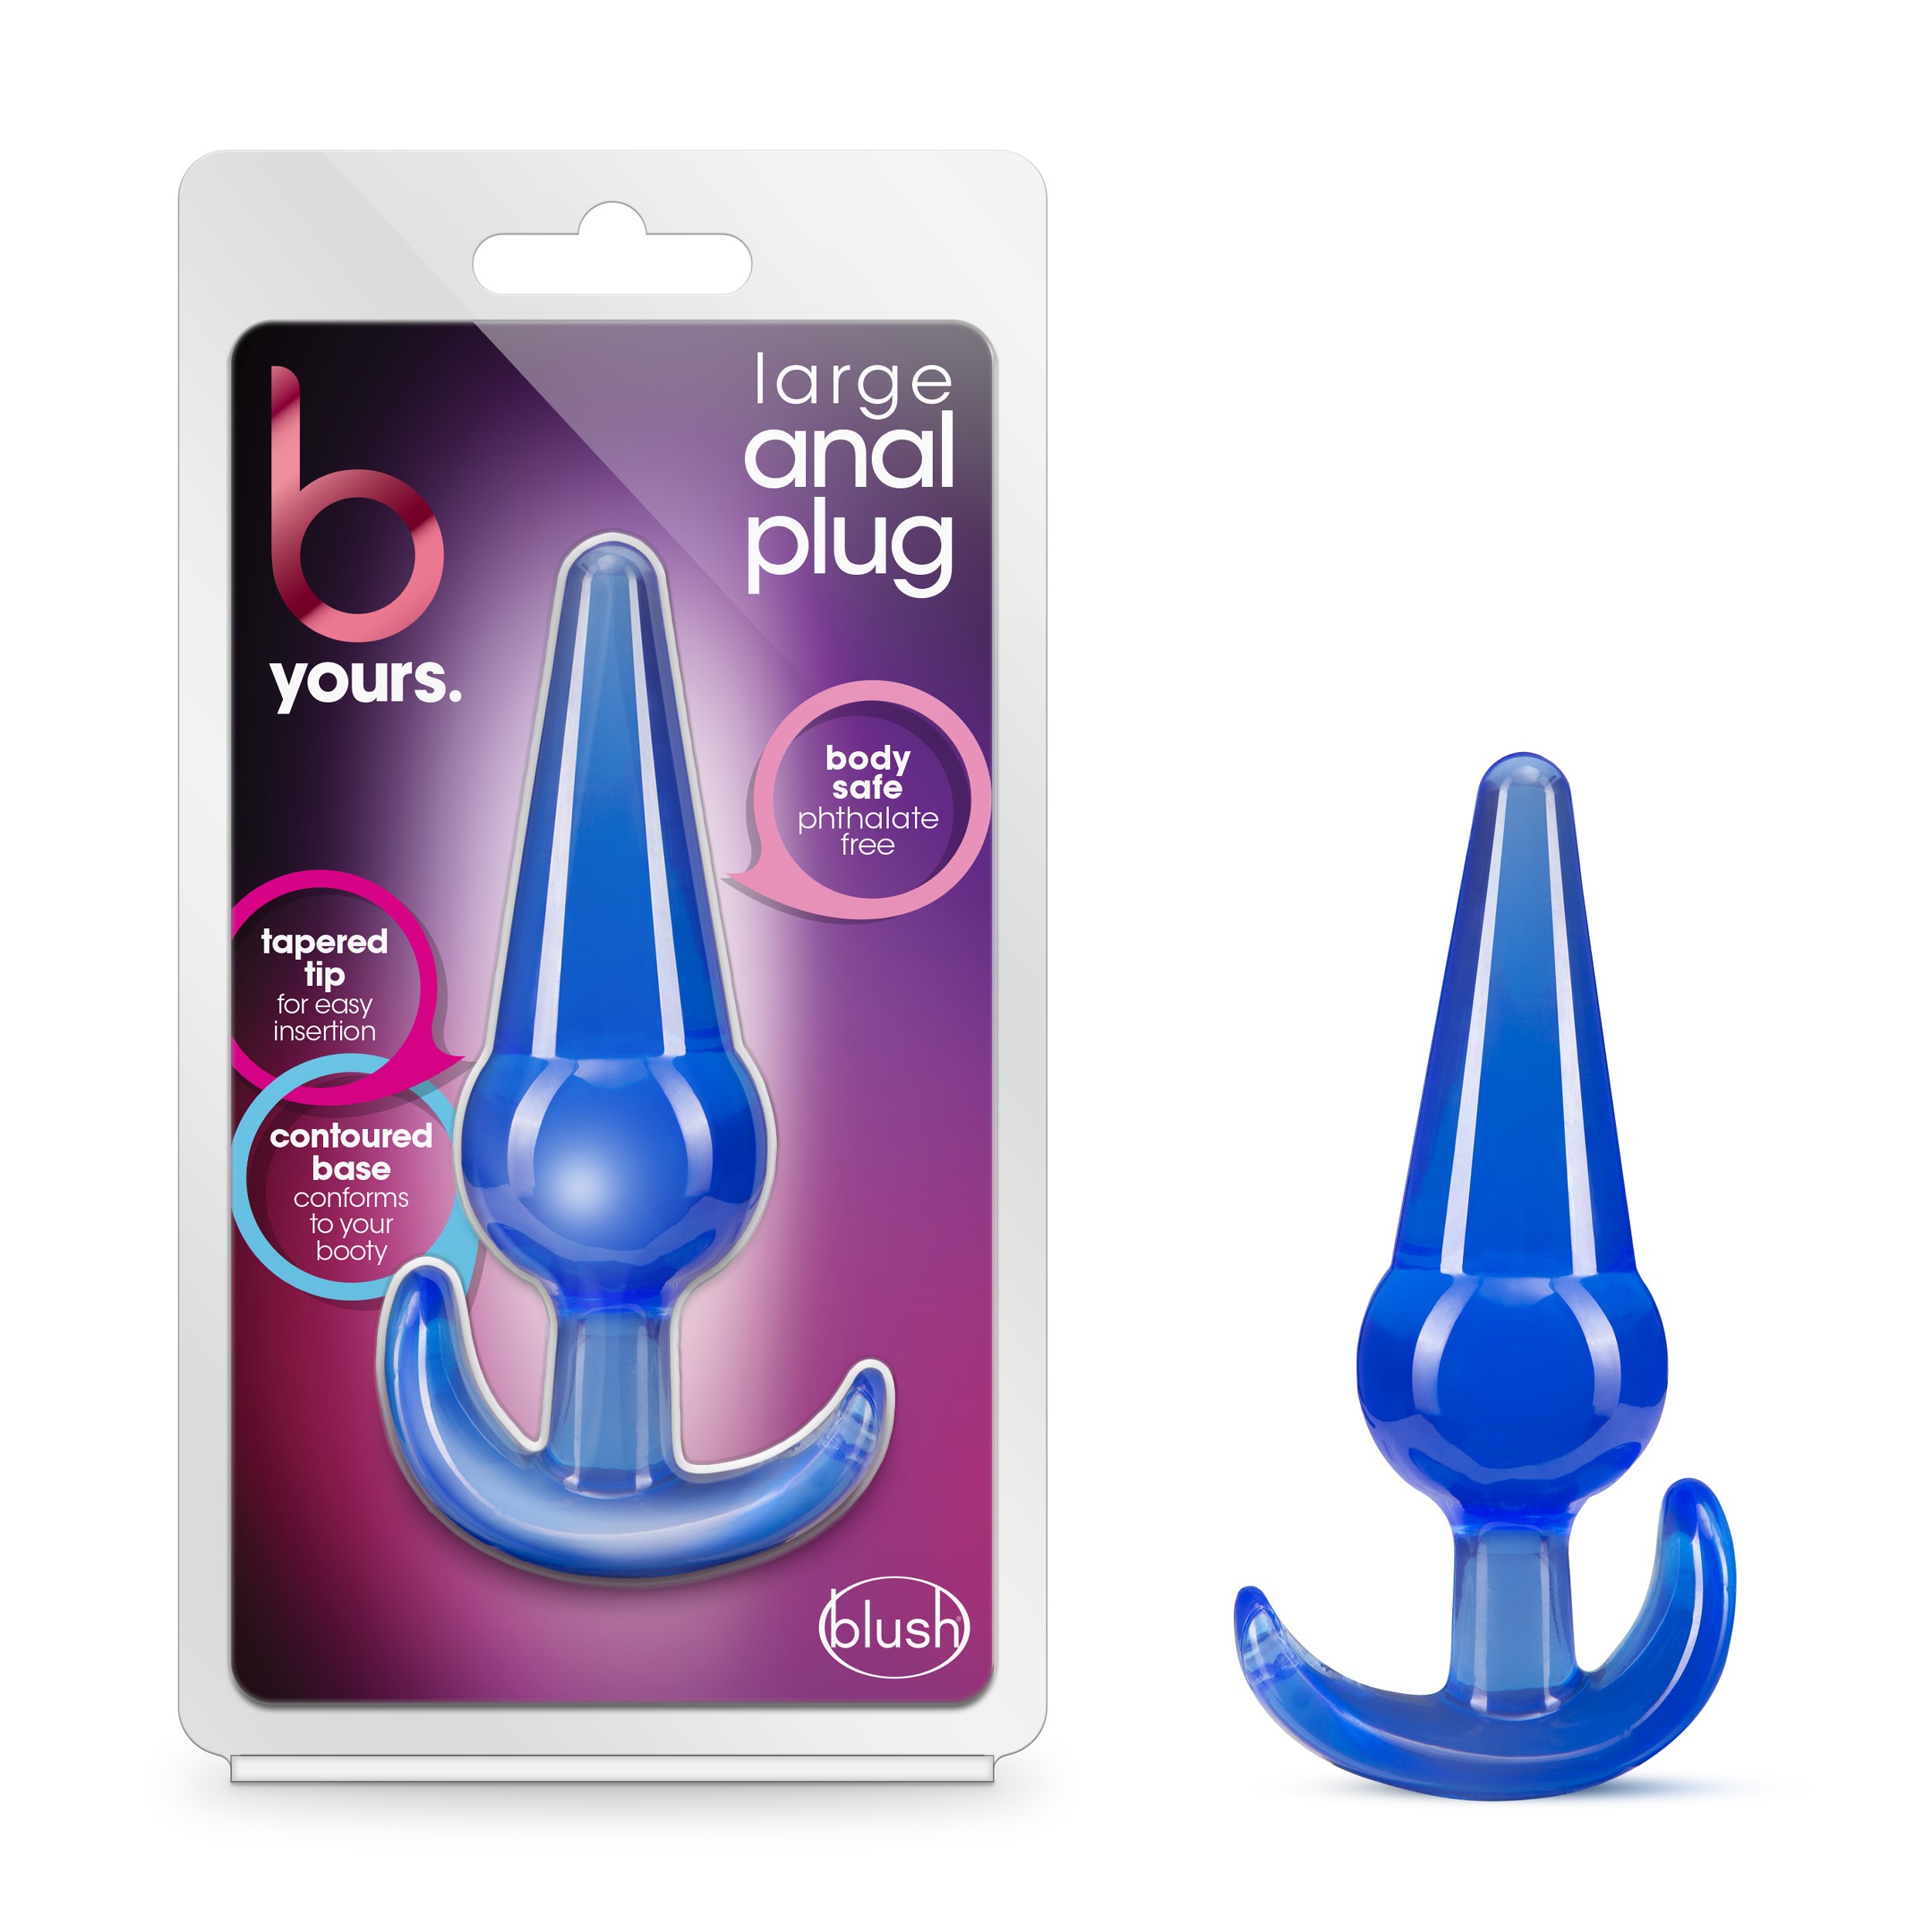 b
yours.
large
anal
plug
body
safe
phthalate
free
tapered
tip
for easy
insertion
contoured
base
conforms
to your
booty
blush